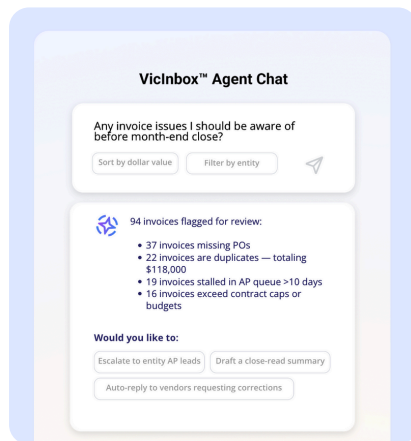 VicInbox™ Agent Chat
Any invoice issues I should be aware of
before month-end close?
Sort by dollar value
Filter by entity
94 invoices flagged for review:
• 37 invoices missing POs
• 22 invoices are duplicates — totaling
$118,000
• 19 invoices stalled in AP queue >10 days
• 16 invoices exceed contract caps or
budgets
Would you like to:
Escalate to entity AP leads
Draft a close-read summary
Auto-reply to vendors requesting corrections